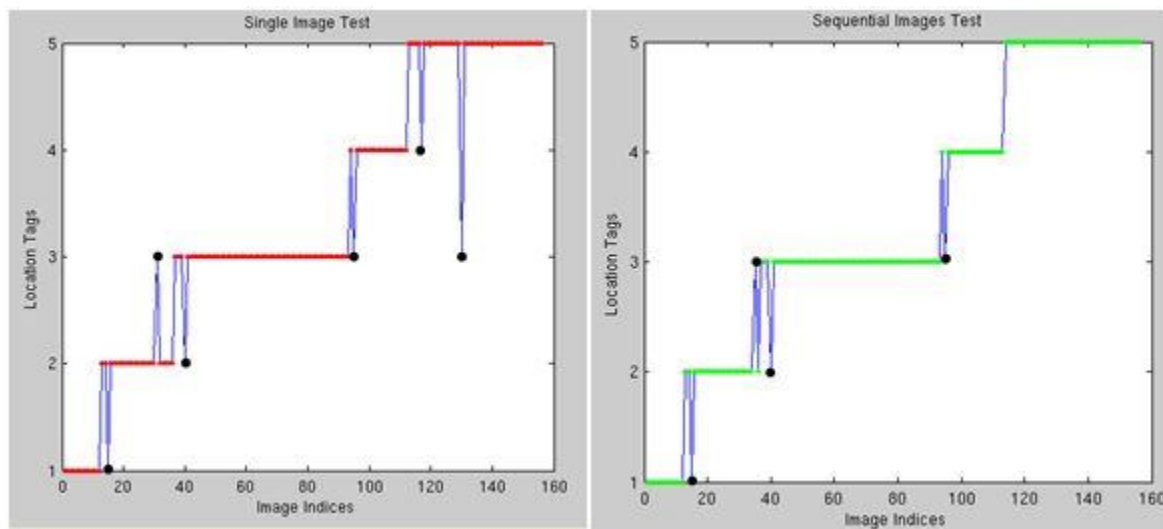 Single Image Test
5
4
3
2
1
Location Tags
0 20 40 60 80 100 120 140 160
Image Indices
Sequential Images Test
5
4
3
2
1
Location Tags
0 20 40 60 80 100 120 140 160
Image Indices